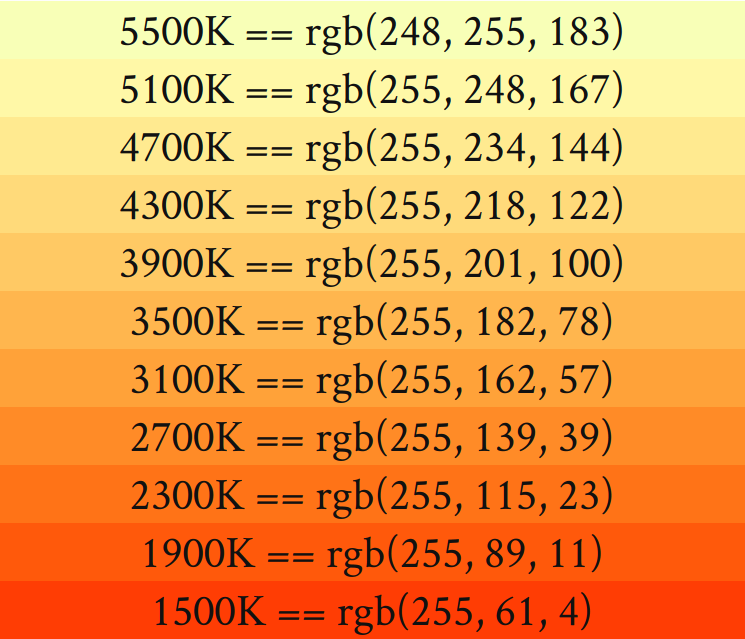 5500K == rgb(248, 255, 183)
5100K == rgb(255, 248, 167)
4700K == rgb(255, 234, 144)
4300K == rgb(255, 218, 122)
3900K == rgb(255, 201, 100)
3500K == rgb(255, 182, 78)
3100K == rgb(255, 162, 57)
2700K == rgb(255, 139, 39)
2300K == rgb(255, 115, 23)
1900K == rgb(255, 89, 11)
1500K == rgb(255, 61, 4)